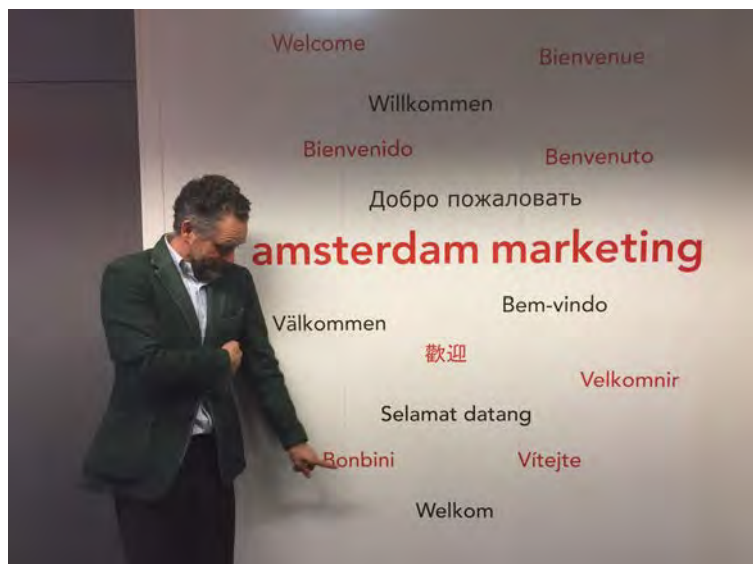 Welcome
Bienvenue
Willkommen
Bienvenido
Benvenuto
Добро пожаловать
amsterdam marketing
Bem-vindo
Välkommen
歡迎
Velkomnir
Selamat datang
Bonbini
Vítejte
Welkom